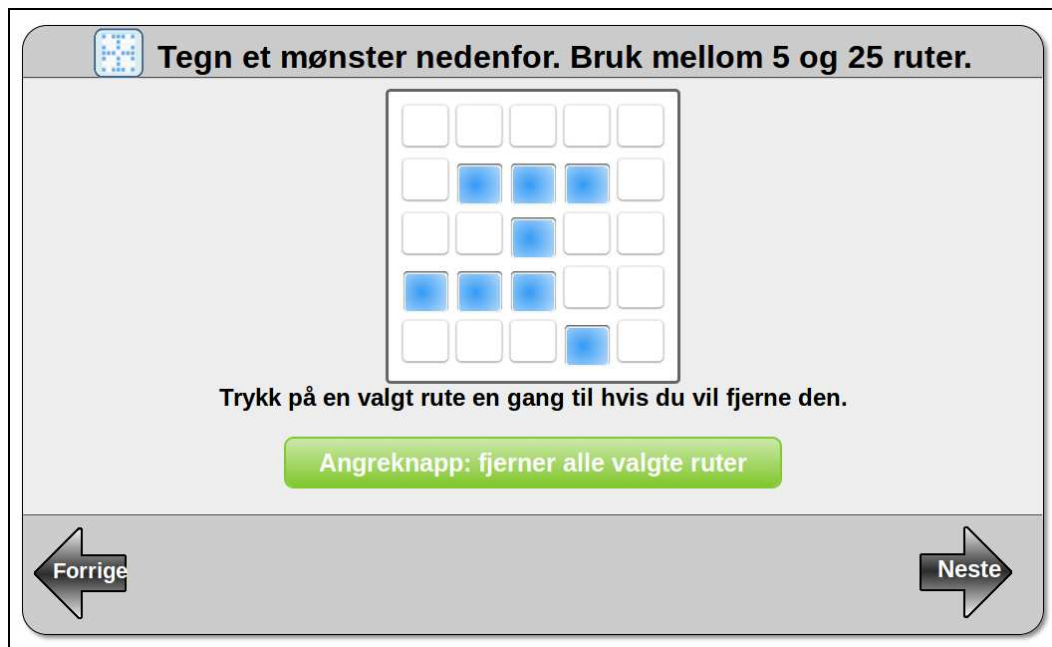 Tegn et mønster nedenfor. Bruk mellom 5 og 25 ruter.
Trykk på en valgt rute en gang til hvis du vil fjerne den.
Angreknapp: fjerner alle valgte ruter
Forrige
Neste